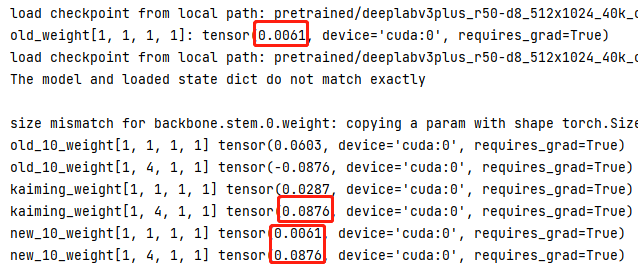 load checkpoint from local path: pretrained/deeplabv3plus_r50-d8_512x1024_40k_c
old_weight[1, 1, 1, 1]: tensor(0.0061, device='cuda:0', requires_grad=True)
load checkpoint from local path: pretrained/deeplabv3plus_r50-d8_512x1024_40k_c
The model and loaded state dict do not match exactly
size mismatch for backbone.stem.0.weight: copying a param with shape torch.Size
old_10_weight[1, 1, 1, 1] tensor(0.0603, device='cuda:0', requires_grad=True)
old_10_weight[1, 4, 1, 1] tensor(-0.0876, device='cuda:0', requires_grad=True)
kaiming_weight[1, 1, 1, 1] tensor(0.0287, device='cuda:0', requires_grad=True)
kaiming_weight[1, 4, 1, 1] tensor(0.0876, device='cuda:0', requires_grad=True)
new_10_weight[1, 1, 1, 1] tensor(0.0061, device='cuda:0', requires_grad=True)
new_10_weight[1, 4, 1, 1] tensor(0.0876, device='cuda:0', requires_grad=True)